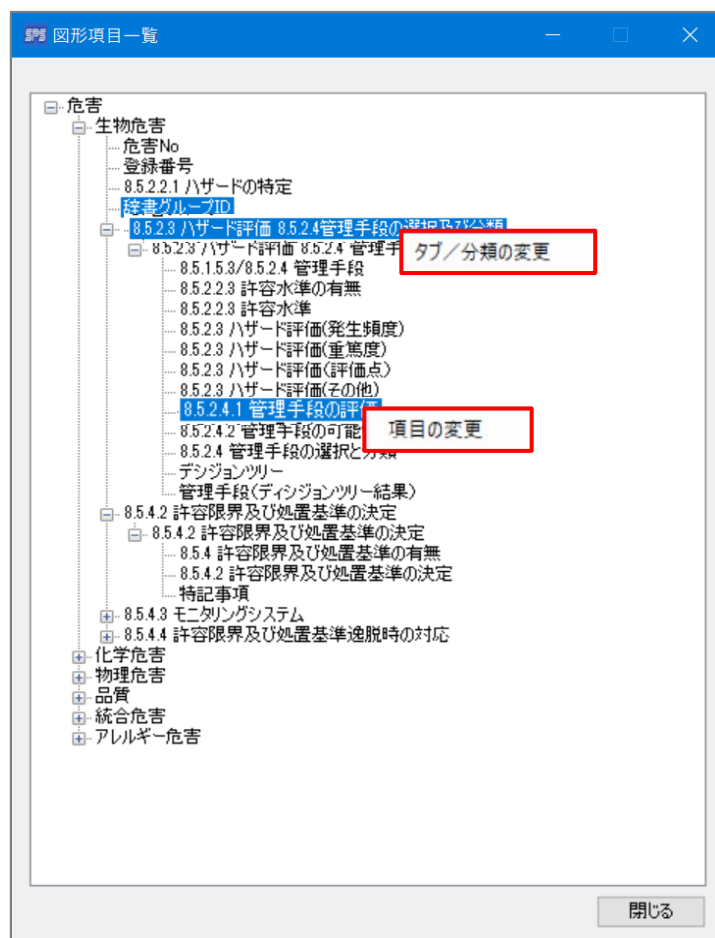 SPS 図形項目一覧
危害
生物危害
危害No
登録番号
8.5.2.2.1 ハザードの特定
辞書グループID
8.5.2.3 ハザード評価 8.5.2.4管理手段の選択及び分類
8.5.2.3 ハザード評価 8.5.2.4 管理手
タブ／分類の変更
8.5.1.5.3/8.5.2.4 管理手段
8.5.2.2.3 許容水準の有無
8.5.2.2.3 許容水準
8.5.2.3 ハザード評価(発生頻度)
8.5.2.3 ハザード評価(重篤度)
8.5.2.3 ハザード評価(評価点)
8.5.2.3 ハザード評価(その他)
8.5.2.4.1 管理手段の評価
8.5.2.4.2 管理手段の可能
項目の変更
8.5.2.4 管理手段の選択と分類
デシジョンツリー
管理手段(ディシジョンツリー結果)
8.5.4.2 許容限界及び処置基準の決定
8.5.4.2 許容限界及び処置基準の決定
8.5.4 許容限界及び処置基準の有無
8.5.4.2 許容限界及び処置基準の決定
特記事項
8.5.4.3 モニタリングシステム
8.5.4.4 許容限界及び処置基準逸脱時の対応
化学危害
物理危害
品質
統合危害
アレルギー危害
閉じる